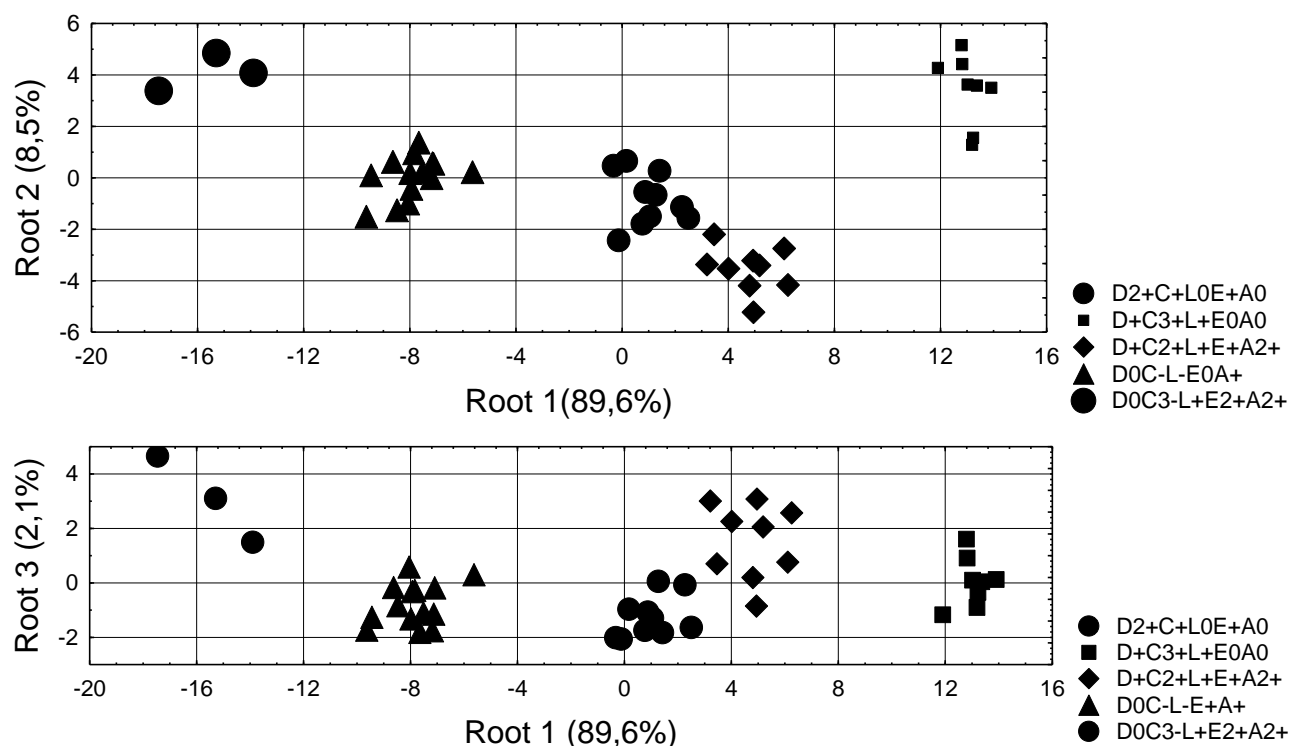 6
4
2
0
-2
-4
-6
Root 2 (8,5%)
-20 -16 -12 -8 -4 0 4 8 12 16
Root 1(89,6%)
D2+C+L0E+A0
D+C3+L+E0A0
D+C2+L+E+A2+
D0C-L-E0A+
D0C3-L+E2+A2+
4
2
0
-2
Root 3 (2,1%)
-20 -16 -12 -8 -4 0 4 8 12 16
Root 1 (89,6%)
D2+C+L0E+A0
D+C3+L+E0A0
D+C2+L+E+A2+
D0C-L-E+A+
D0C3-L+E2+A2+